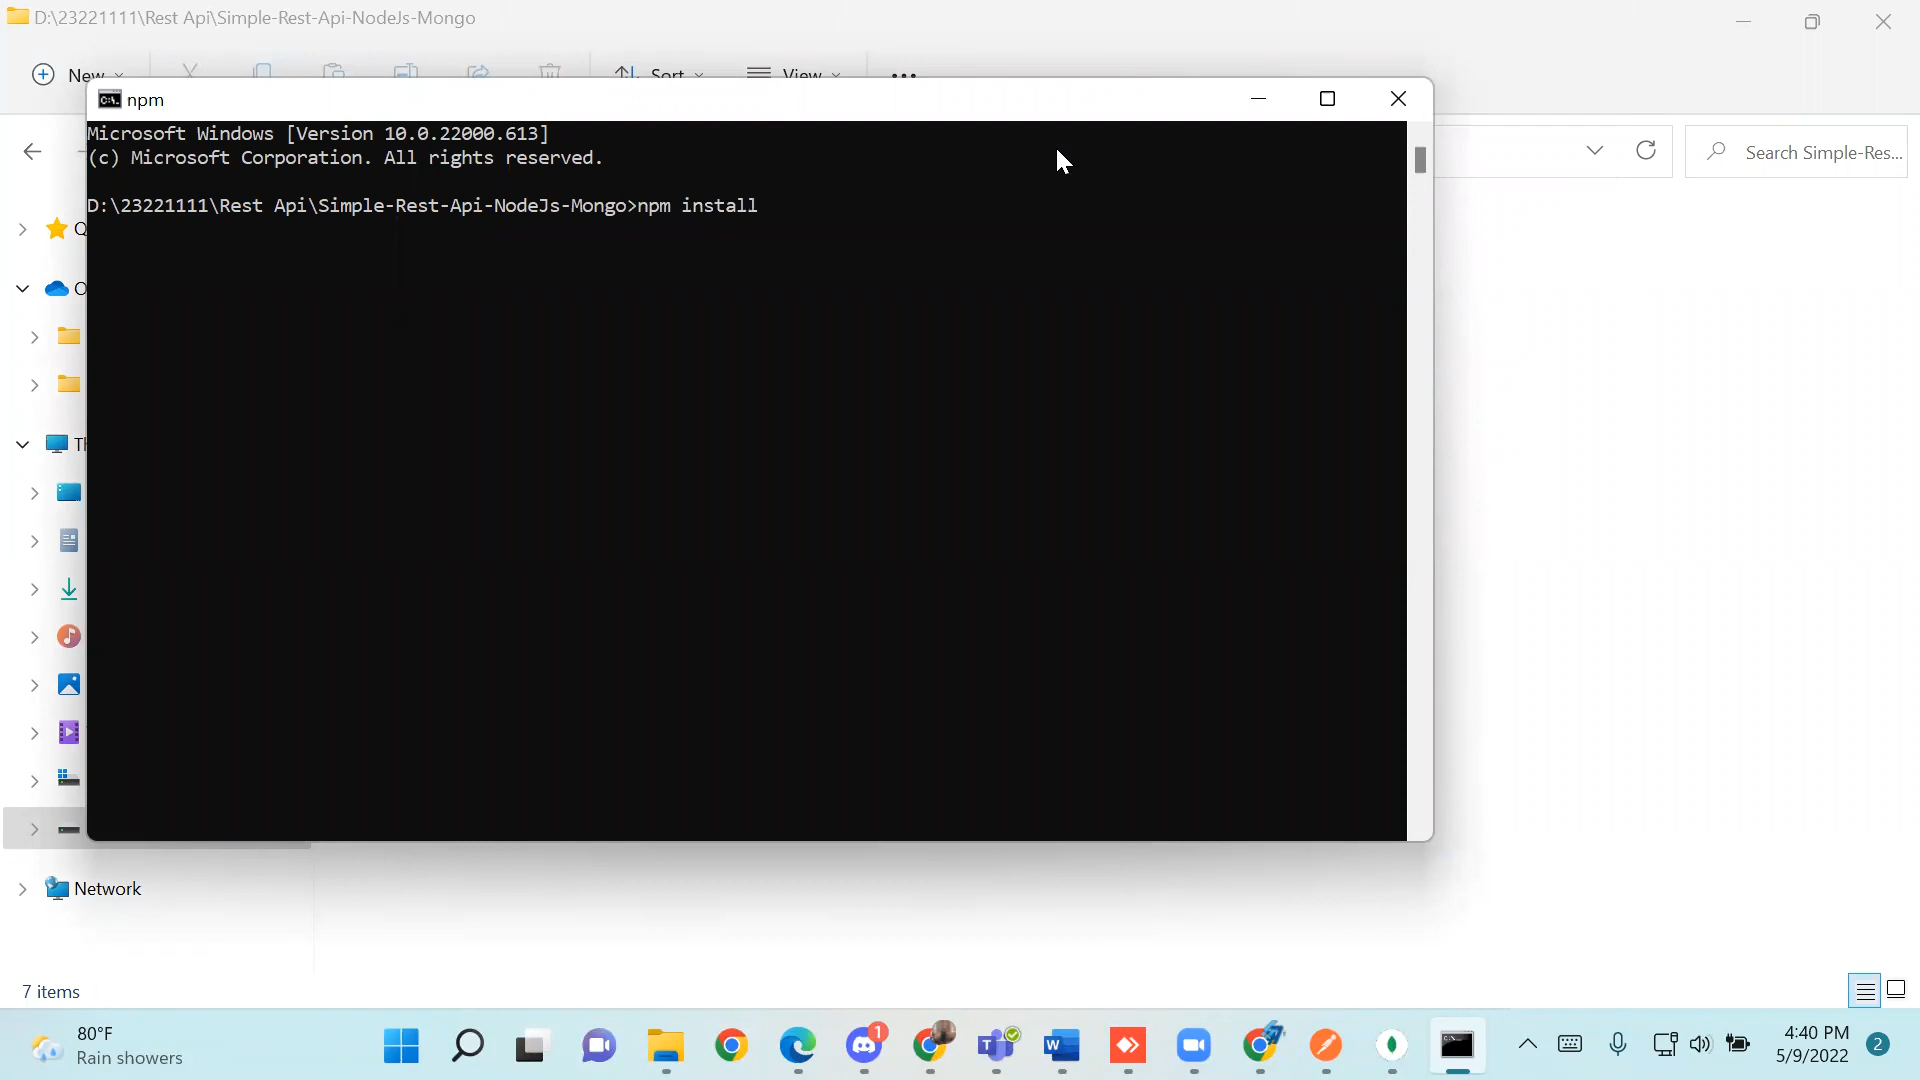 D:\23221111\Rest Api\Simple-Rest-Api-NodeJs-Mongo
New
Sort
View
npm
Microsoft Windows [Version 10.0.22000.613]
(c) Microsoft Corporation. All rights reserved.
Search Simple-Res...
D:\23221111\Rest Api\Simple-Rest-Api-NodeJs-Mongo>npm install
Network
7 items
80°F
Rain showers
1
4:40 PM
5/9/2022
2